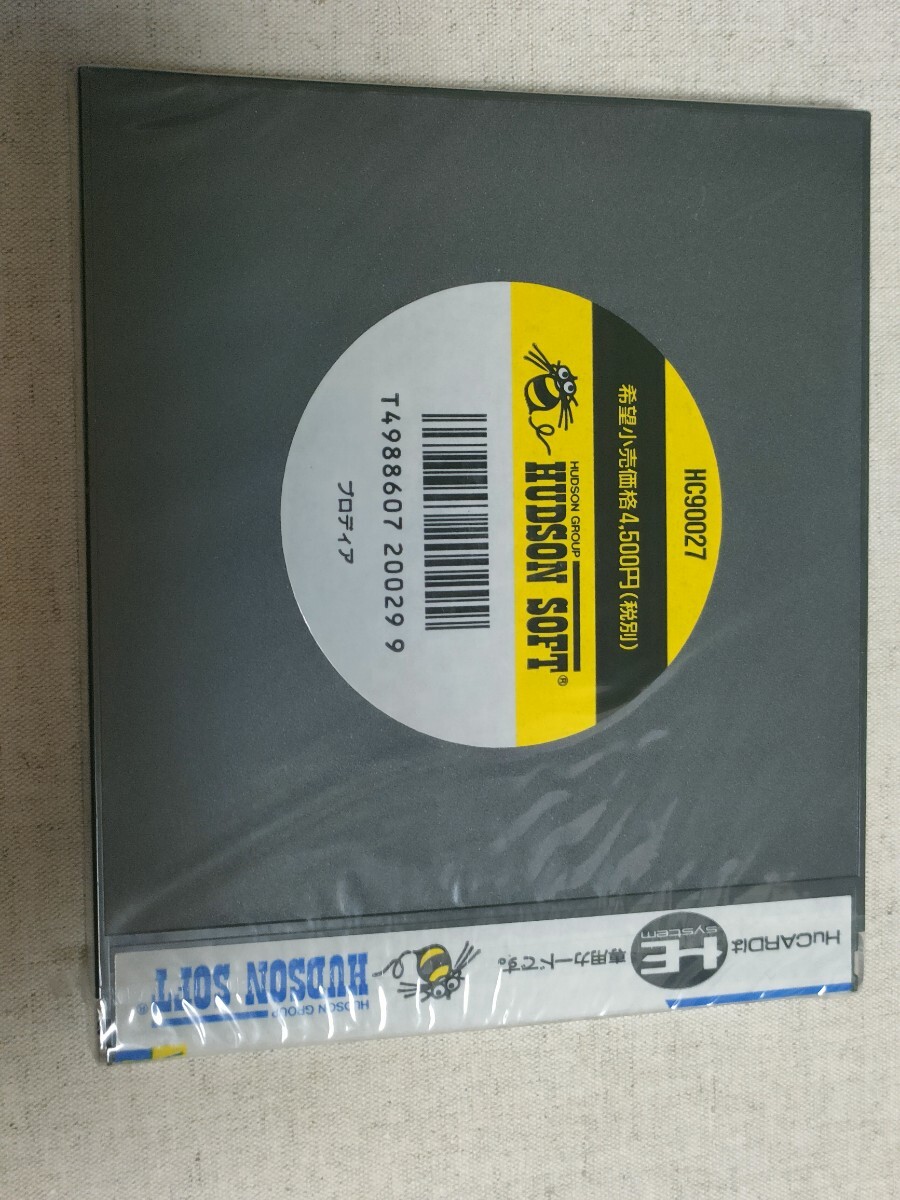 HC90027
希望小売価格4,500円(税別)
HUDSON GROUP
HUDSON SOFT®
T4988607 20029 9
プロディア
HuCARDは
HE
system
専用カードです。
HUDSON GROUP
HUDSON SOFT®